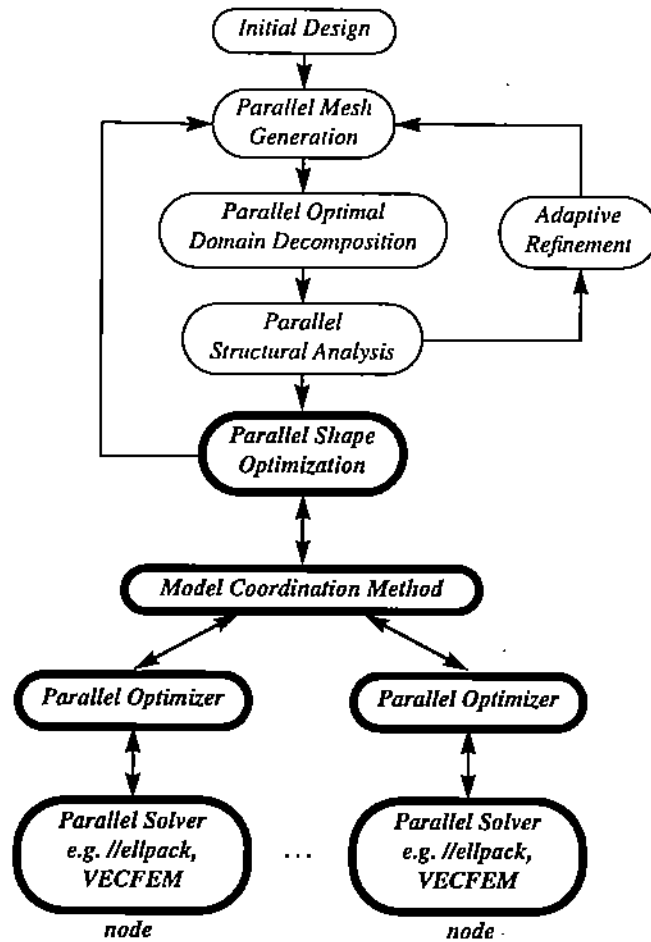 Initial Design
Parallel Mesh
Generation
Parallel Optimal
Domain Decomposition
Adaptive
Refinement
Parallel
Structural Analysis
Parallel Shape
Optimization
Model Coordination Method
Parallel Optimizer
Parallel Optimizer
Parallel Solver
e.g. //ellpack,
VECFEM
...
Parallel Solver
e.g. //ellpack,
VECFEM
node
node